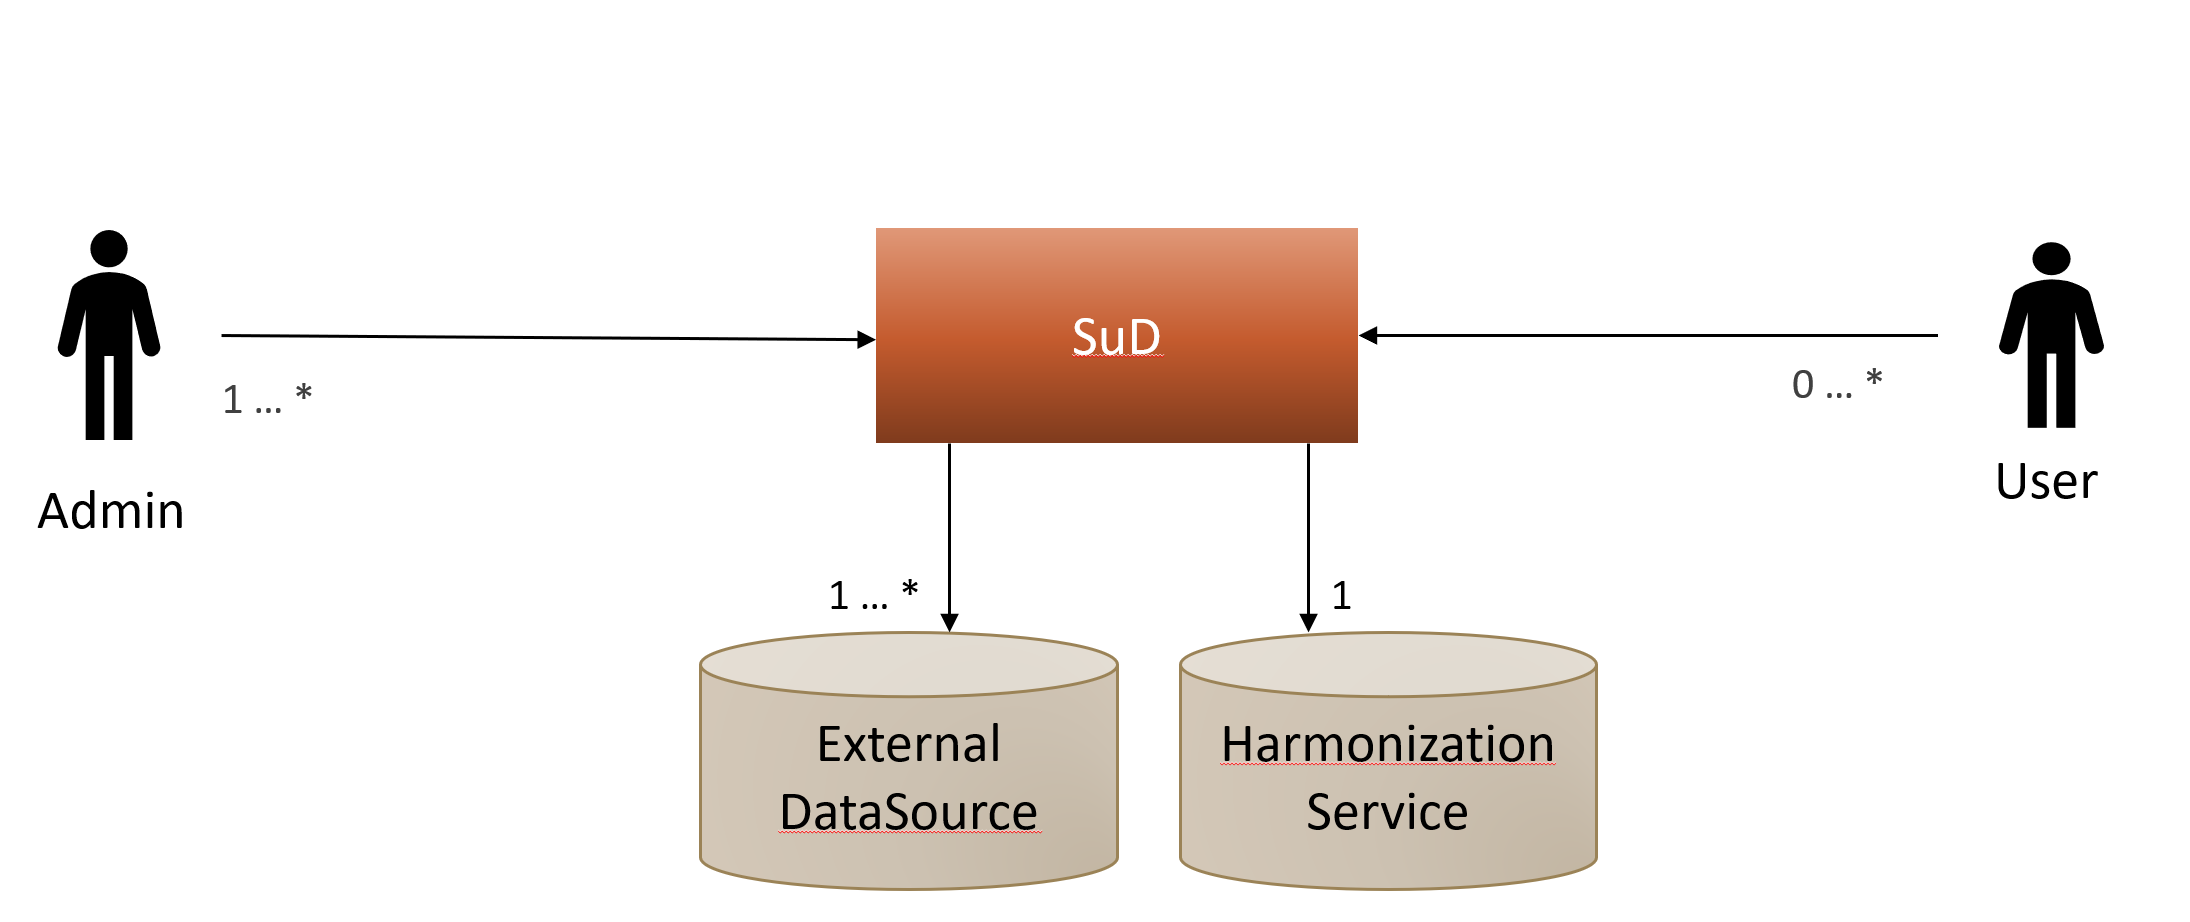 SuD
1 ... *
0 ... *
Admin
User
1 ... *
1
External
DataSource
Harmonization
Service